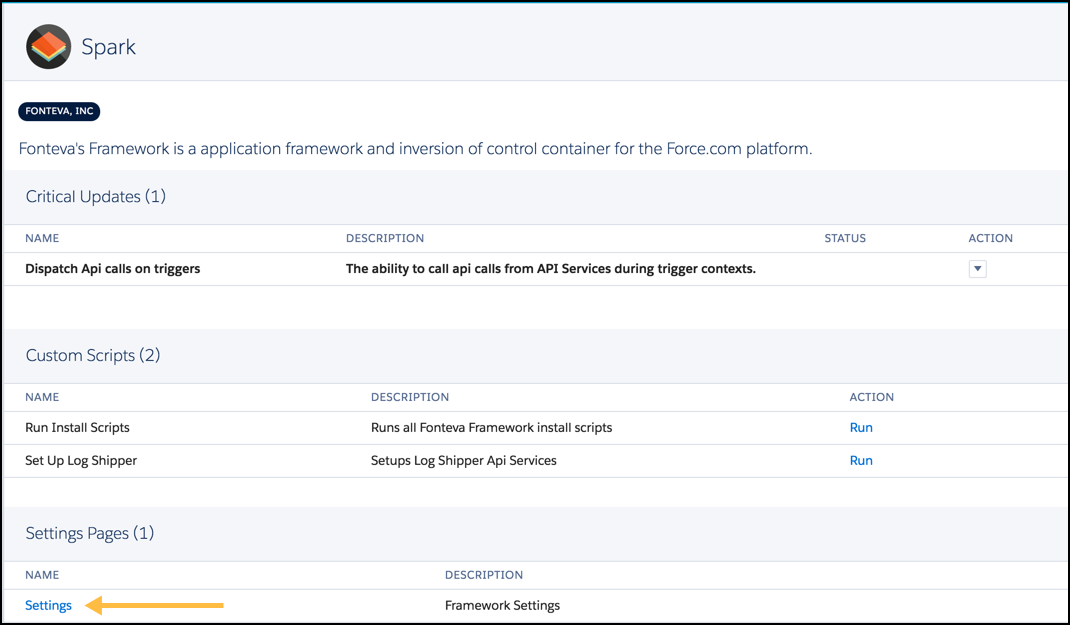 Spark
FONTEVA, INC
Fonteva's Framework is a application framework and inversion of control container for the Force.com platform.
Critical Updates (1)
NAME DESCRIPTION STATUS ACTION
Dispatch Api calls on triggers The ability to call api calls from API Services during trigger contexts.
Custom Scripts (2)
NAME DESCRIPTION ACTION
Run Install Scripts Runs all Fonteva Framework install scripts Run
Set Up Log Shipper Setups Log Shipper Api Services Run
Settings Pages (1)
NAME DESCRIPTION
Settings Framework Settings